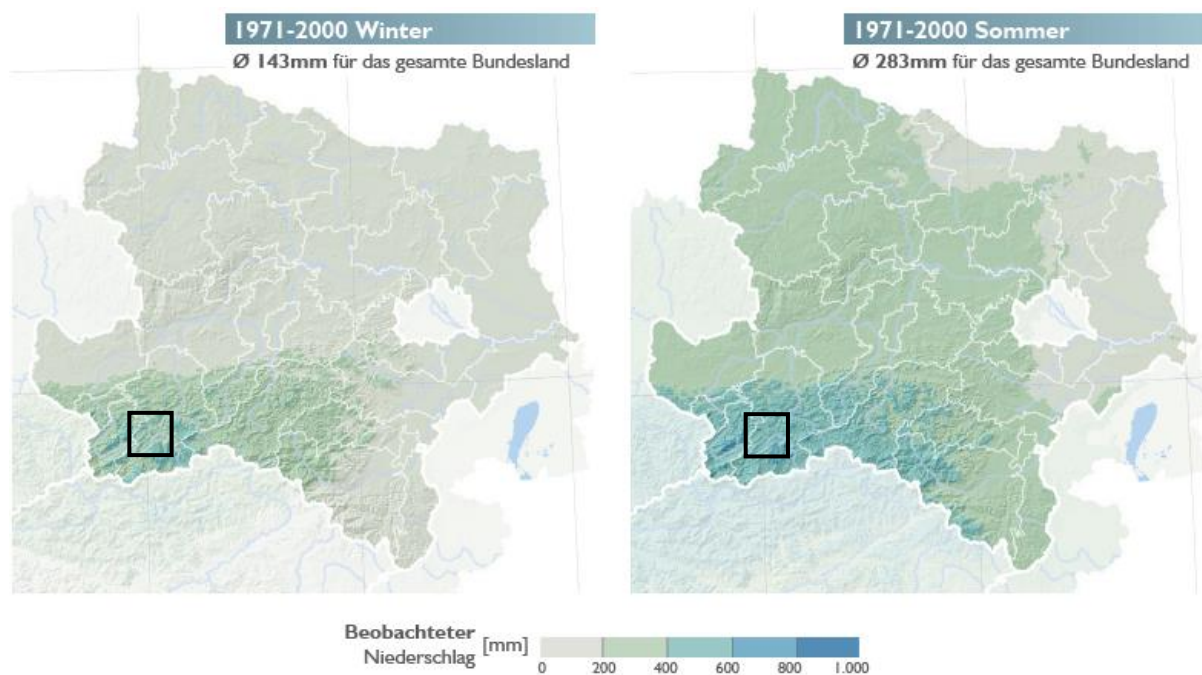 1971-2000 Winter
Ø 143mm für das gesamte Bundesland
1971-2000 Sommer
Ø 283mm für das gesamte Bundesland
Beobachteter
Niederschlag [mm]
0 200 400 600 800 1.000